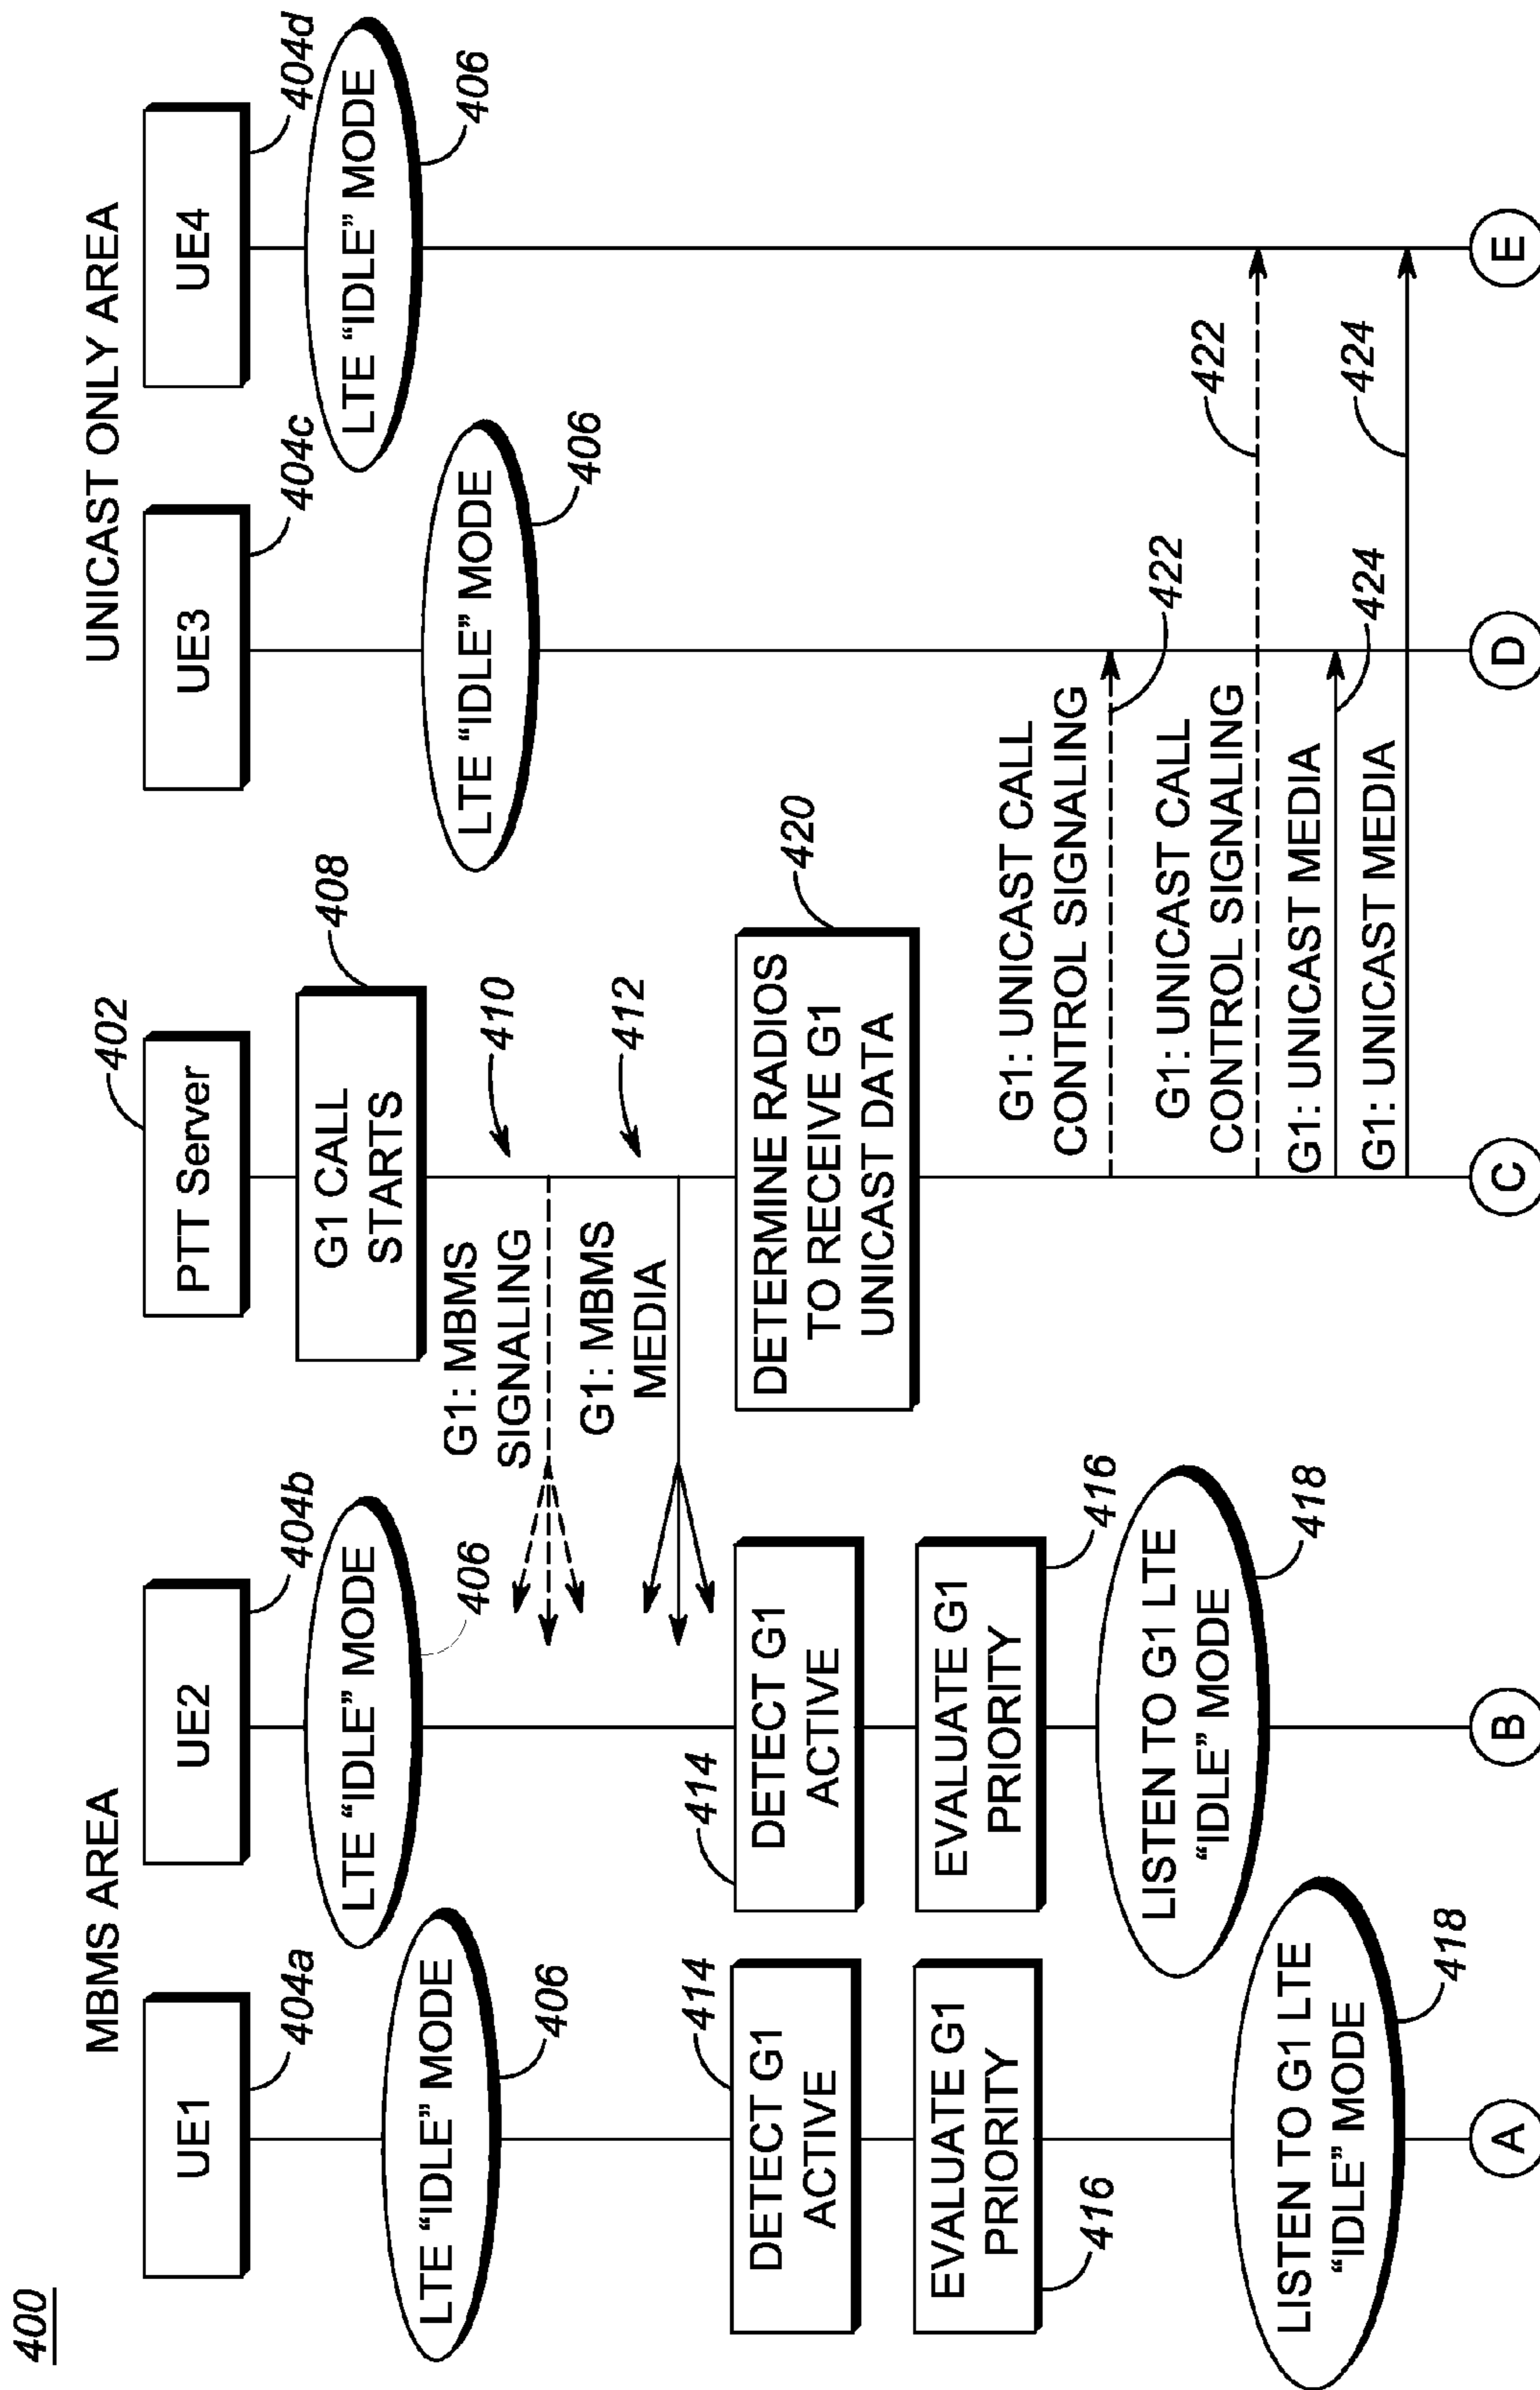 400
MBMS AREA
UNICAST ONLY AREA
UE1
404a
UE2
404b
PTT Server
402
UE3
404c
UE4
404d
LTE “IDLE” MODE
406
LTE “IDLE” MODE
406
LTE “IDLE” MODE
406
LTE “IDLE” MODE
406
G1 CALL
STARTS
408
G1: MBMS
SIGNALING
410
G1: MBMS
MEDIA
412
DETECT G1
ACTIVE
414
DETECT G1
ACTIVE
414
DETERMINE RADIOS
TO RECEIVE G1
UNICAST DATA
420
EVALUATE G1
PRIORITY
416
EVALUATE G1
PRIORITY
416
LISTEN TO G1 LTE
“IDLE” MODE
418
LISTEN TO G1 LTE
“IDLE” MODE
418
G1: UNICAST CALL
CONTROL SIGNALING
422
G1: UNICAST CALL
CONTROL SIGNALING
422
G1: UNICAST MEDIA
424
G1: UNICAST MEDIA
424
A
B
C
D
E